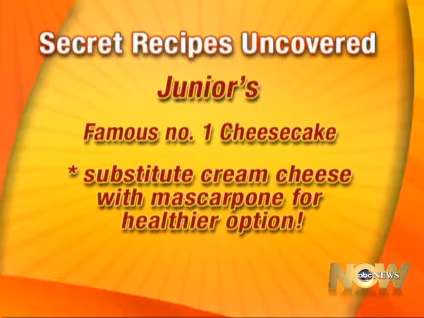 Secret Recipes Uncovered
Junior's
Famous no. 1 Cheesecake
* substitute cream cheese
with mascarpone for
healthier option!
NOW
abc NEWS